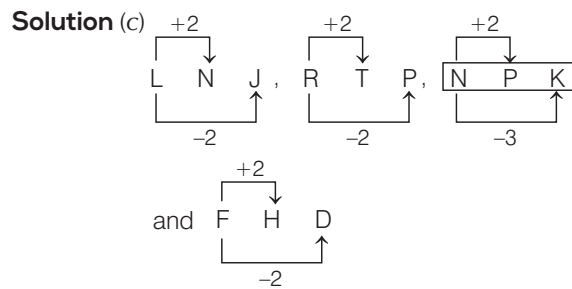 Solution (c) +2 +2 +2
L N J , R T P , N P K
–2 –2 –3
+2
and F H D
–2